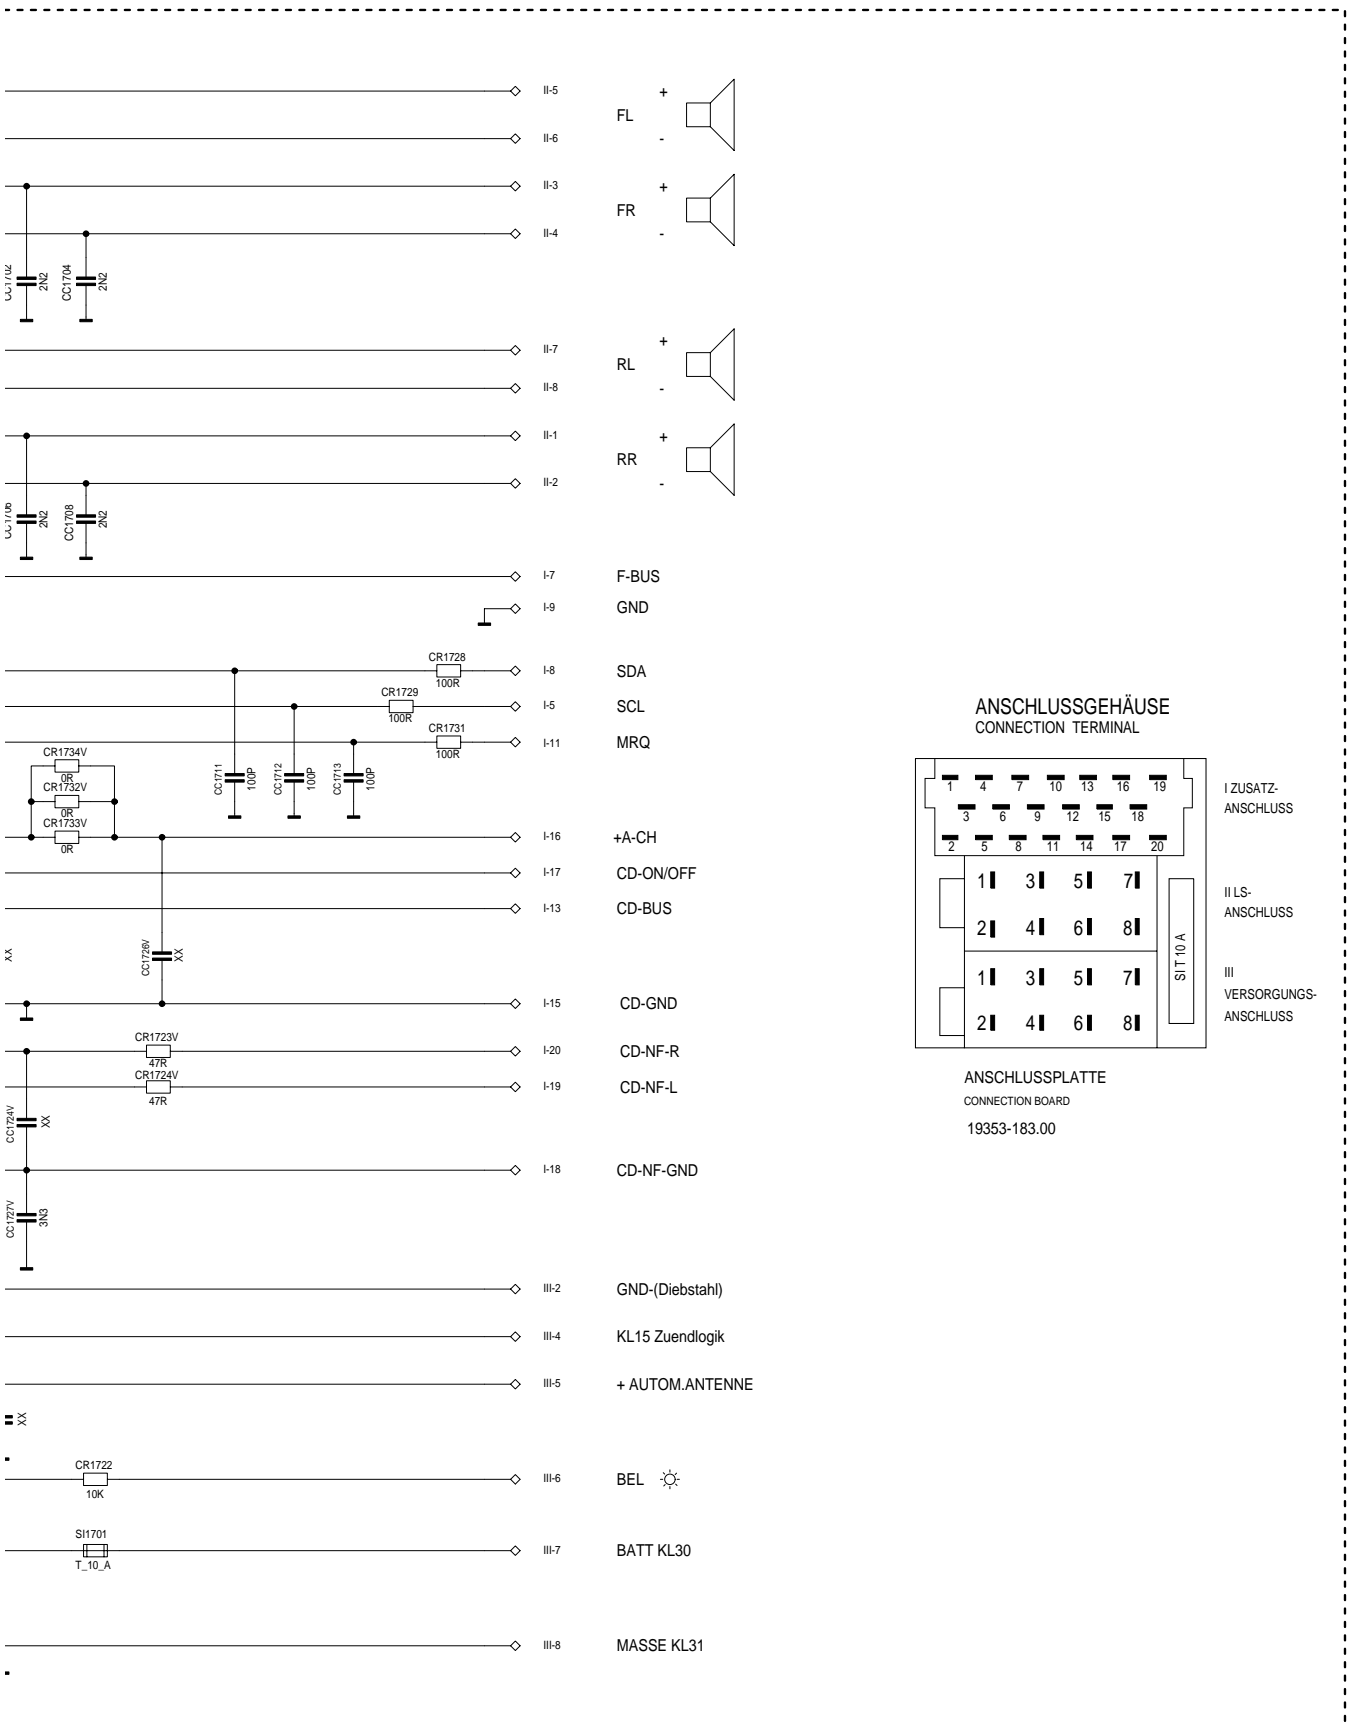 II-5
+
FL
II-6
-
II-3
+
FR
II-4
-
CC1702
2N2
CC1704
2N2
II-7
+
RL
II-8
-
II-1
+
RR
II-2
-
CC1706
2N2
CC1708
2N2
I-7 F-BUS
I-9 GND
CR1728
100R
I-8 SDA
CR1729
100R
I-5 SCL
CR1731
100R
I-11 MRQ
CR1734V
0R
CR1732V
0R
CR1733V
0R
CC1711
100P
CC1712
100P
CC1713
100P
I-16 +A-CH
I-17 CD-ON/OFF
I-13 CD-BUS
XX
CC1726V
XX
I-15 CD-GND
CR1723V
47R
I-20 CD-NF-R
CR1724V
47R
I-19 CD-NF-L
CC1724V
XX
I-18 CD-NF-GND
CC1727V
3N3
III-2 GND-(Diebstahl)
III-4 KL15 Zuendlogik
III-5 + AUTOM.ANTENNE
XX
CR1722
10K
III-6 BEL
SI1701
T_10_A
III-7 BATT KL30
III-8 MASSE KL31
ANSCHLUSSGEHÄUSE
CONNECTION TERMINAL
1 4 7 10 13 16 19
3 6 9 12 15 18
2 5 8 11 14 17 20
I ZUSATZ-
ANSCHLUSS
1 3 5 7
2 4 6 8
II LS-
ANSCHLUSS
1 3 5 7
2 4 6 8
SI T 10 A
III
VERSORGUNGS-
ANSCHLUSS
ANSCHLUSSPLATTE
CONNECTION BOARD
19353-183.00